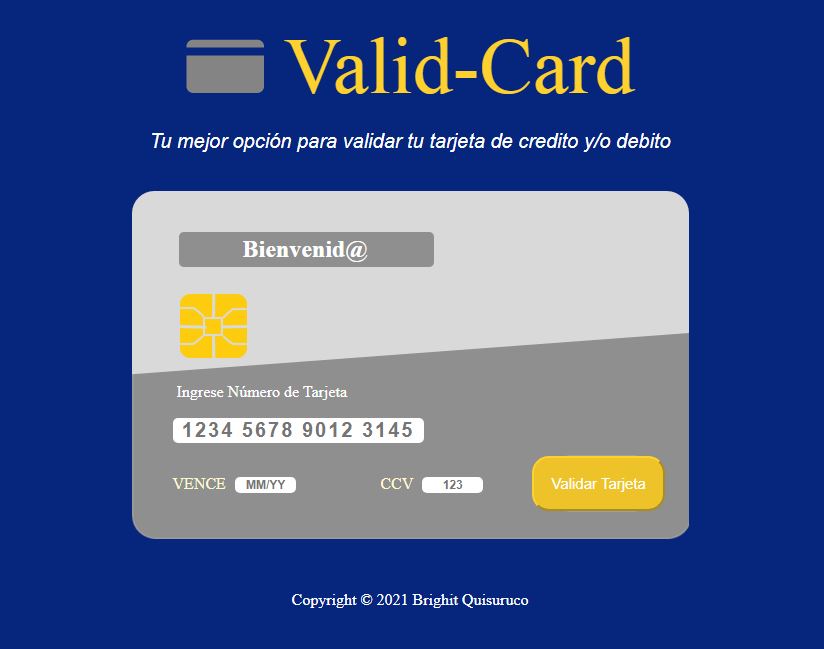 Valid-Card
Tu mejor opción para validar tu tarjeta de credito y/o debito
Bienvenid@
Ingrese Número de Tarjeta
1234 5678 9012 3145
VENCE MM/YY CCV 123 Validar Tarjeta
Copyright © 2021 Brighit Quisuruco